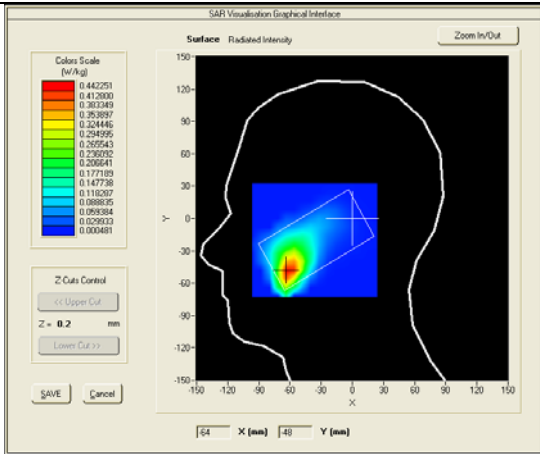 SAR Visualisation Graphical Interface
Surface Radiated Intensity
Zoom In/Out
Colors Scale
(W/kg)
0.442251
0.412800
0.383349
0.353897
0.324446
0.294995
0.265543
0.236092
0.206641
0.177189
0.147738
0.118287
0.088835
0.059384
0.029933
0.000481
Z Cuts Control
<< Upper Cut
Z = 0.2 mm
Lower Cut >>
SAVE Cancel
150
120
90
60
30
0
-30
-60
-90
-120
-150
Y
-150 -120 -90 -60 -30 0 30 60 90 120 150
X
-64 X (mm) -48 Y (mm)